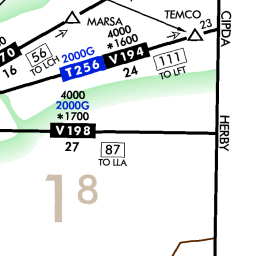 TEMCO
23
CIPDA
MARSA
4000
*1600
V194
24
2000G
T256
56
TO LCH
70
16
111
TO LFT
4000
2000G
*1700
V198
27
87
TO LLA
HERBY
18